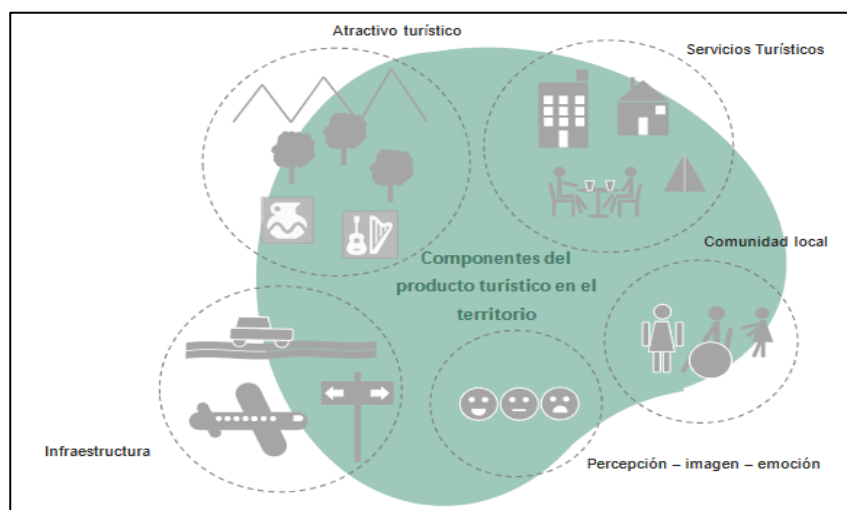 Atractivo turístico
Servicios Turísticos
Comunidad local
Componentes del
producto turístico en el
territorio
Infraestructura
Percepción – imagen – emoción